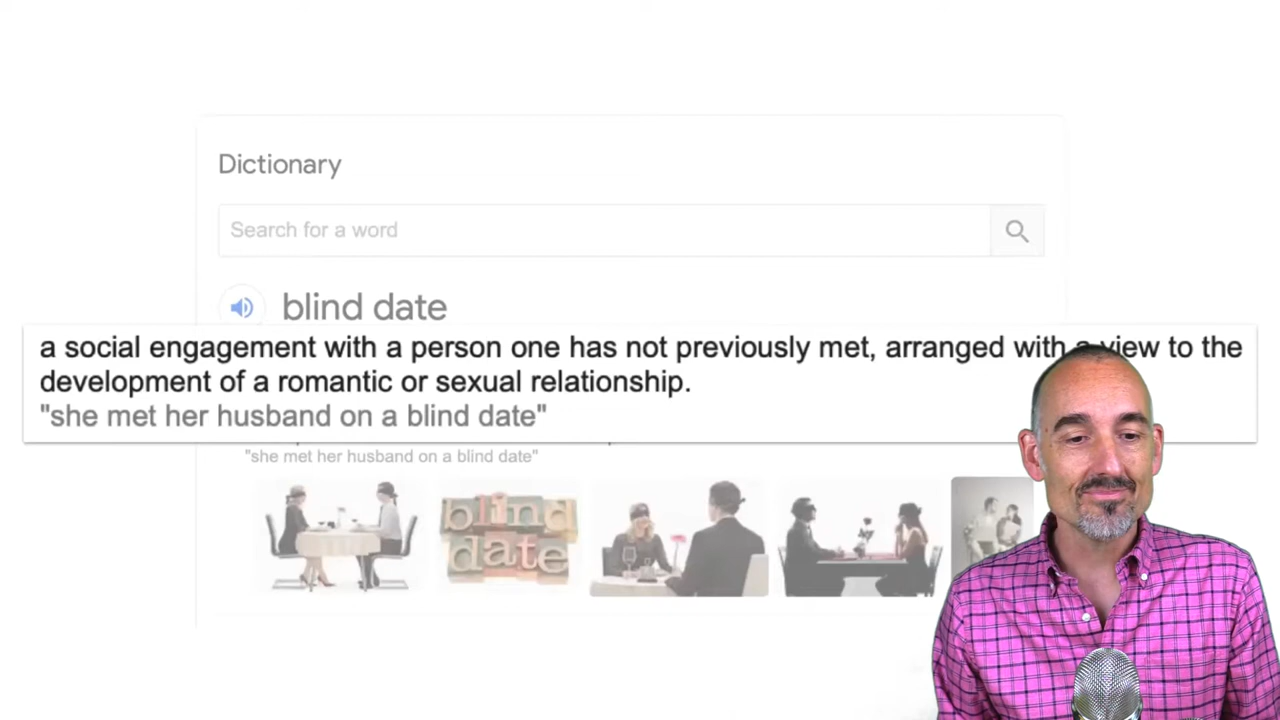 Dictionary
Search for a word
blind date
a social engagement with a person one has not previously met, arranged with a view to the
development of a romantic or sexual relationship.
"she met her husband on a blind date"
"she met her husband on a blind date"
blind
date